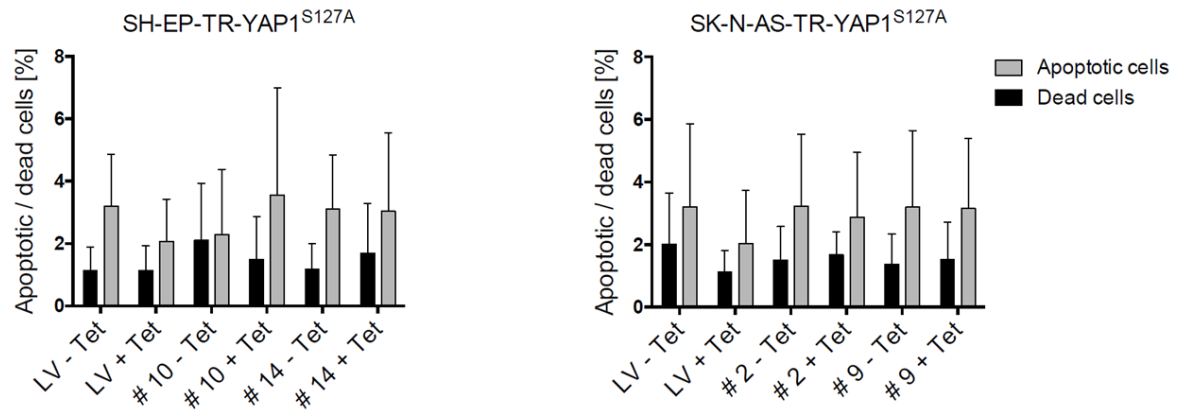 SH-EP-TR-YAP1S127A
Apoptotic / dead cells [%]
8
6
4
2
0
LV - Tet
LV + Tet
# 10 - Tet
# 10 + Tet
# 14 - Tet
# 14 + Tet
SK-N-AS-TR-YAP1S127A
Apoptotic / dead cells [%]
8
6
4
2
0
LV - Tet
LV + Tet
# 2 - Tet
# 2 + Tet
# 9 - Tet
# 9 + Tet
Apoptotic cells
Dead cells